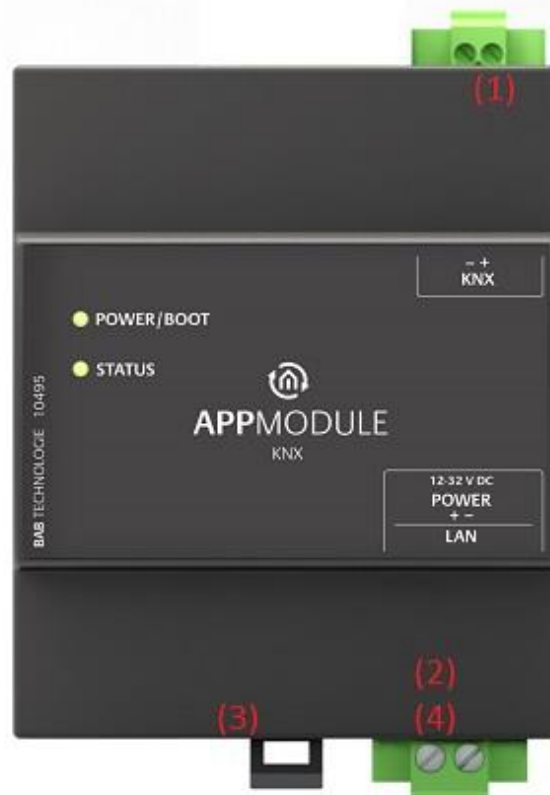 (1)
– +
KNX
POWER/BOOT
STATUS
BAB TECHNOLOGIE 10495
APPMODULE
KNX
12-32 V DC
POWER
+ –
LAN
(2)
(3)
(4)